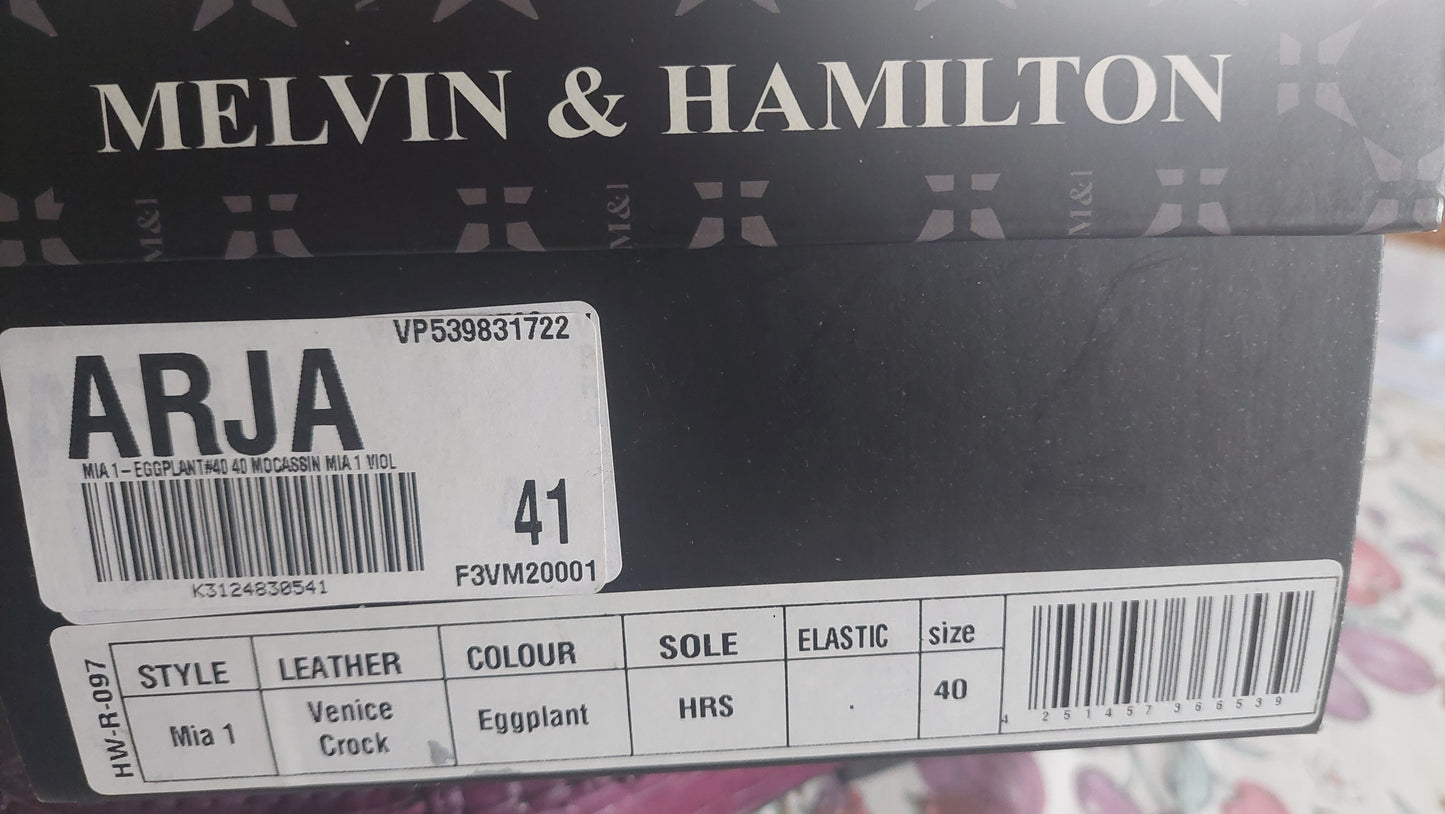 MELVIN & HAMILTON
M&H
M&H
M&H
VP539831722
ARJA
MIA 1-EGGPLANT#40 40 MOCASSIN MIA 1 VIOL
41
K3124830541
F3VM20001
HW-R-097
STYLE LEATHER COLOUR SOLE ELASTIC size
Mia 1 Venice Crock Eggplant HRS . 40
4 251457 366539